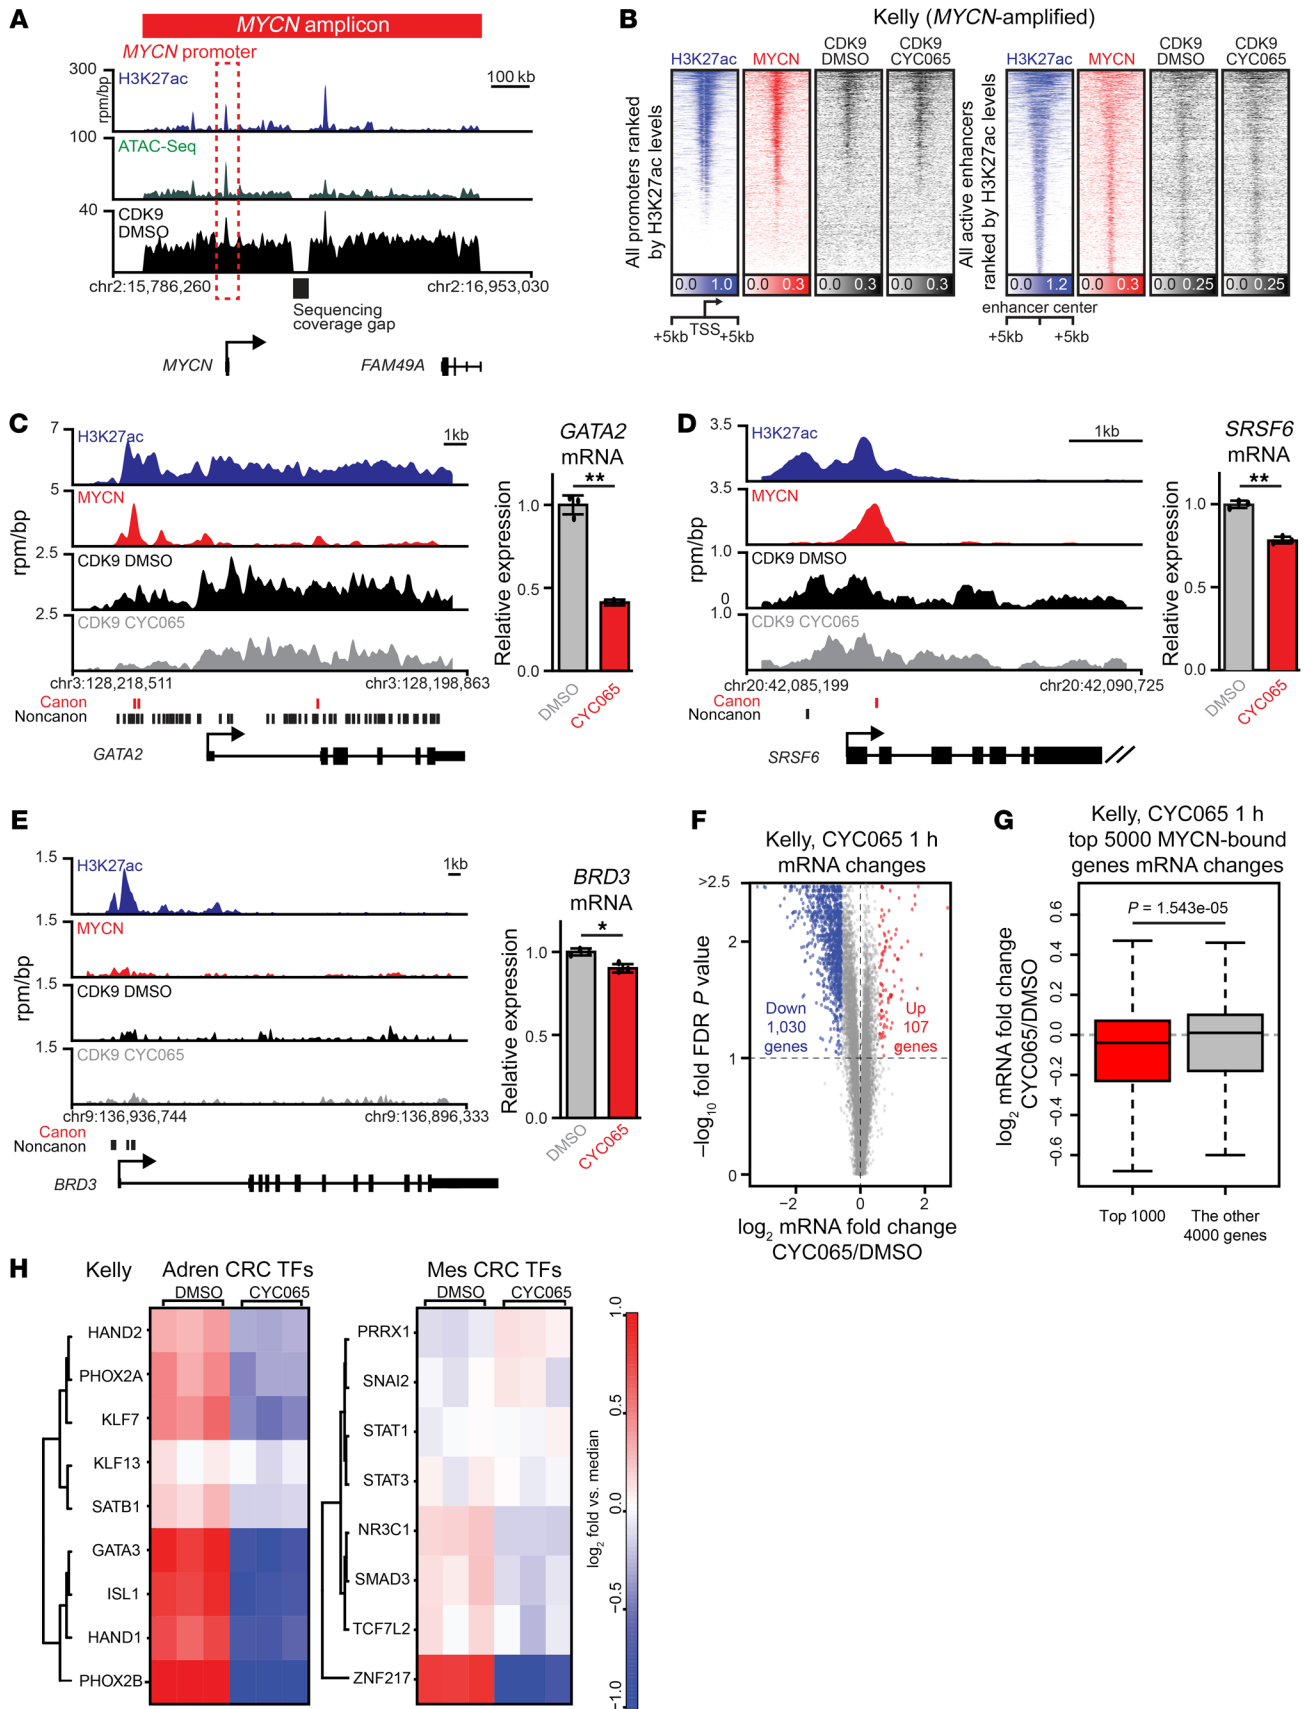 A
MYCN amplicon
MYCN promoter
300
H3K27ac
rpm/bp
100 kb
100
ATAC-Seq
40
CDK9
DMSO
chr2:15,786,260
chr2:16,953,030
Sequencing
coverage gap
MYCN
FAM49A
B
Kelly (MYCN-amplified)
H3K27ac
MYCN
CDK9
DMSO
CDK9
CYC065
H3K27ac
MYCN
CDK9
DMSO
CDK9
CYC065
All promoters ranked
by H3K27ac levels
All active enhancers
ranked by H3K27ac levels
0.0 1.0
0.0 0.3
0.0 0.3
0.0 0.3
0.0 1.2
0.0 0.3
0.0 0.25
0.0 0.25
+5kb TSS +5kb
enhancer center
+5kb +5kb
C
7
H3K27ac
1kb
5
MYCN
rpm/bp
2.5
CDK9 DMSO
2.5
CDK9 CYC065
chr3:128,218,511
chr3:128,198,863
Canon
Noncanon
GATA2
GATA2
mRNA
**
Relative expression
1.0
0.5
0.0
DMSO
CYC065
D
3.5
H3K27ac
1kb
3.5
MYCN
rpm/bp
1.0
CDK9 DMSO
0
1.0
CDK9 CYC065
chr20:42,085,199
chr20:42,090,725
Canon
Noncanon
SRSF6
SRSF6
mRNA
**
Relative expression
1.0
0.5
0.0
DMSO
CYC065
E
1.5
H3K27ac
1kb
1.5
MYCN
rpm/bp
1.5
CDK9 DMSO
1.5
CDK9 CYC065
chr9:136,936,744
chr9:136,896,333
Canon
Noncanon
BRD3
BRD3
mRNA
*
Relative expression
1.0
0.5
0.0
DMSO
CYC065
F
Kelly, CYC065 1 h
mRNA changes
>2.5
2
1
0
–log10 fold FDR P value
Down
1,030
genes
Up
107
genes
−2 0 2
log2 mRNA fold change
CYC065/DMSO
G
Kelly, CYC065 1 h
top 5000 MYCN-bound
genes mRNA changes
P = 1.543e-05
log2 mRNA fold change
CYC065/DMSO
0.6
0.4
0.2
0.0
−0.2
−0.4
−0.6
Top 1000
The other
4000 genes
H
Kelly
Adren CRC TFs
DMSO
CYC065
HAND2
PHOX2A
KLF7
KLF13
SATB1
GATA3
ISL1
HAND1
PHOX2B
Mes CRC TFs
DMSO
CYC065
PRRX1
SNAI2
STAT1
STAT3
NR3C1
SMAD3
TCF7L2
ZNF217
1.0
0.5
0.0
−0.5
−1.0
log2 fold vs. median